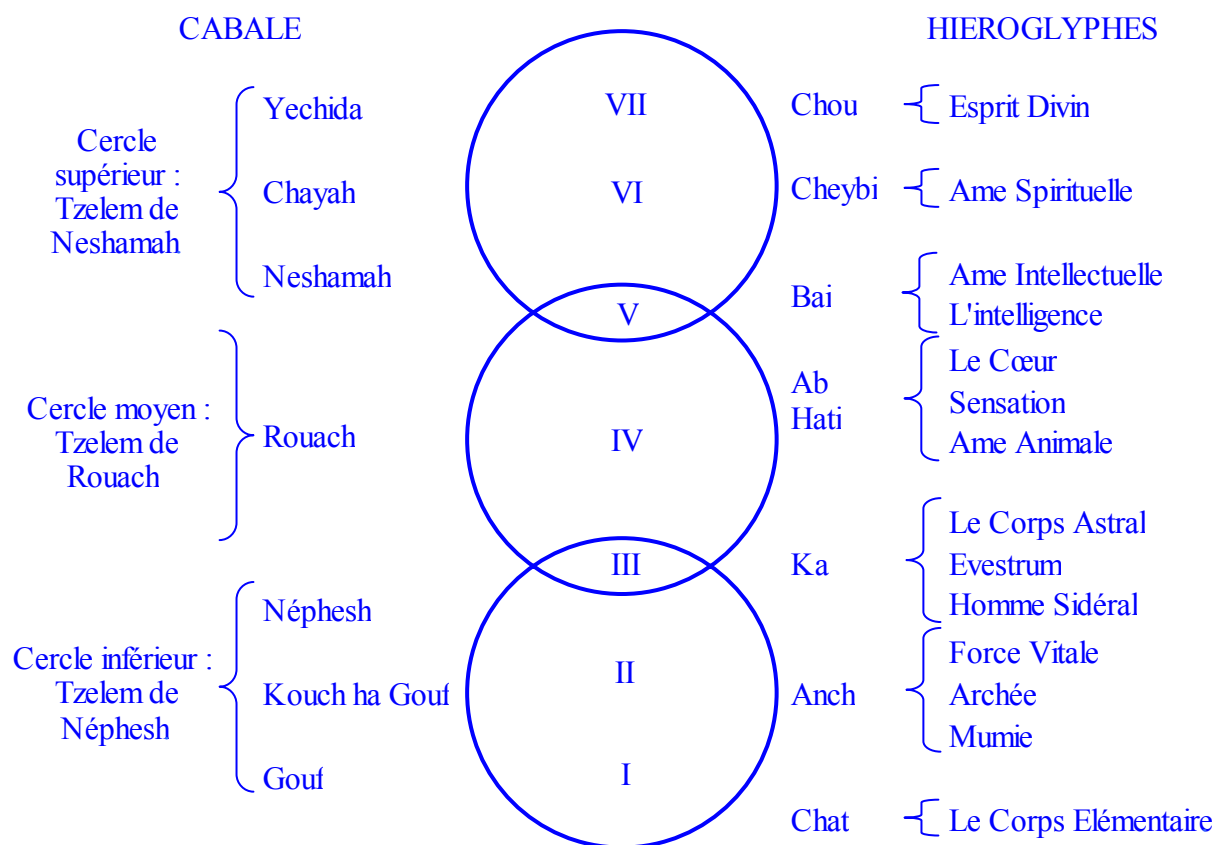 CABALE
HIEROGLYPHES
Cercle
supérieur :
Tzelem de
Neshamah
Yechida
Chayah
Neshamah
VII
VI
V
Chou
Esprit Divin
Cheybi
Ame Spirituelle
Bai
Ame Intellectuelle
L'intelligence
Cercle moyen :
Tzelem de
Rouach
Rouach
IV
Ab
Hati
Le Cœur
Sensation
Ame Animale
III
Ka
Le Corps Astral
Evestrum
Homme Sidéral
Cercle inférieur :
Tzelem de
Néphesh
Néphesh
Kouch ha Gouf
Gouf
II
I
Anch
Force Vitale
Archée
Mumie
Chat
Le Corps Elémentaire